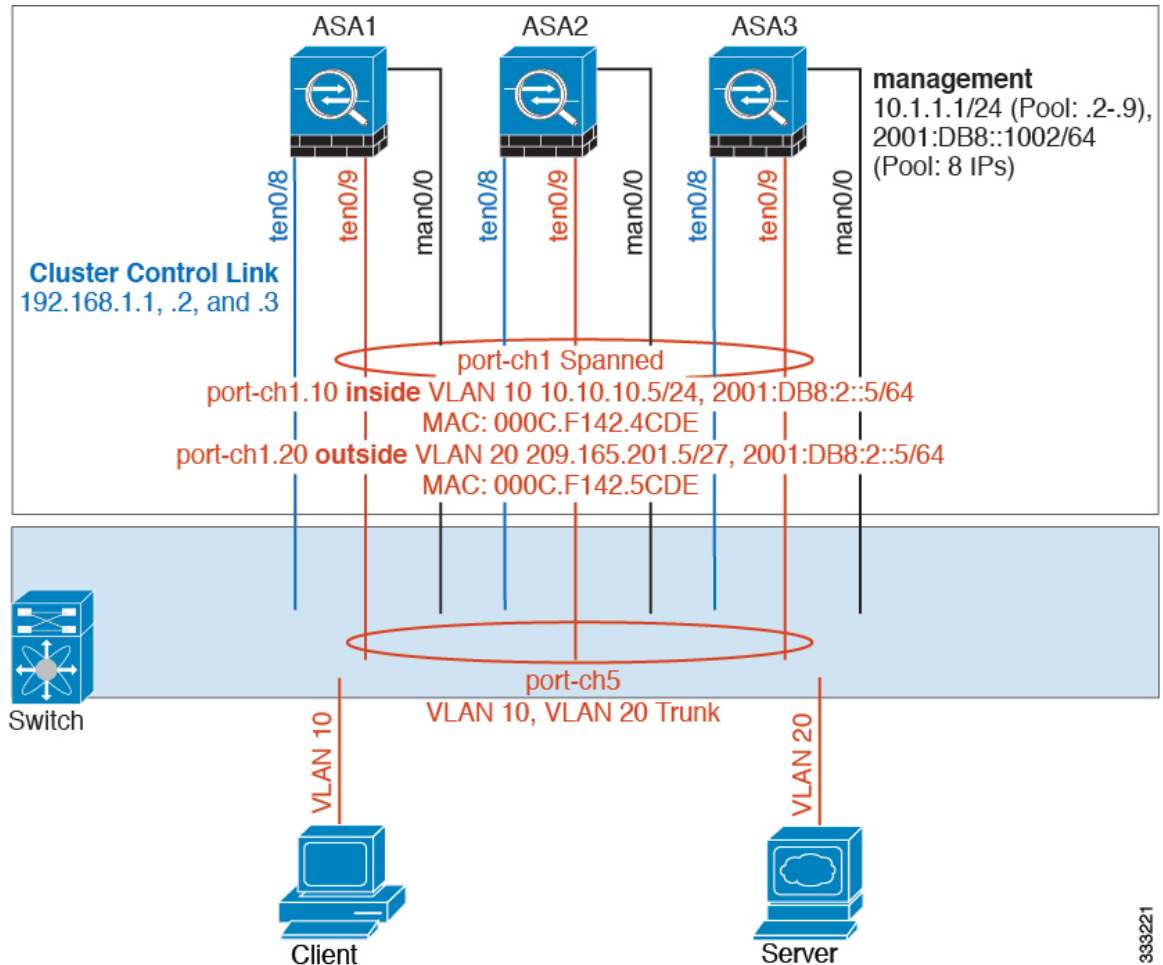 ASA1
ASA2
ASA3
management
10.1.1.1/24 (Pool: .2-.9),
2001:DB8::1002/64
(Pool: 8 IPs)
ten0/8
ten0/9
man0/0
ten0/8
ten0/9
man0/0
ten0/8
ten0/9
man0/0
Cluster Control Link
192.168.1.1, .2, and .3
port-ch1 Spanned
port-ch1.10 inside VLAN 10 10.10.10.5/24, 2001:DB8:2::5/64
MAC: 000C.F142.4CDE
port-ch1.20 outside VLAN 20 209.165.201.5/27, 2001:DB8:2::5/64
MAC: 000C.F142.5CDE
Switch
port-ch5
VLAN 10, VLAN 20 Trunk
VLAN 10
VLAN 20
Client
Server
333221